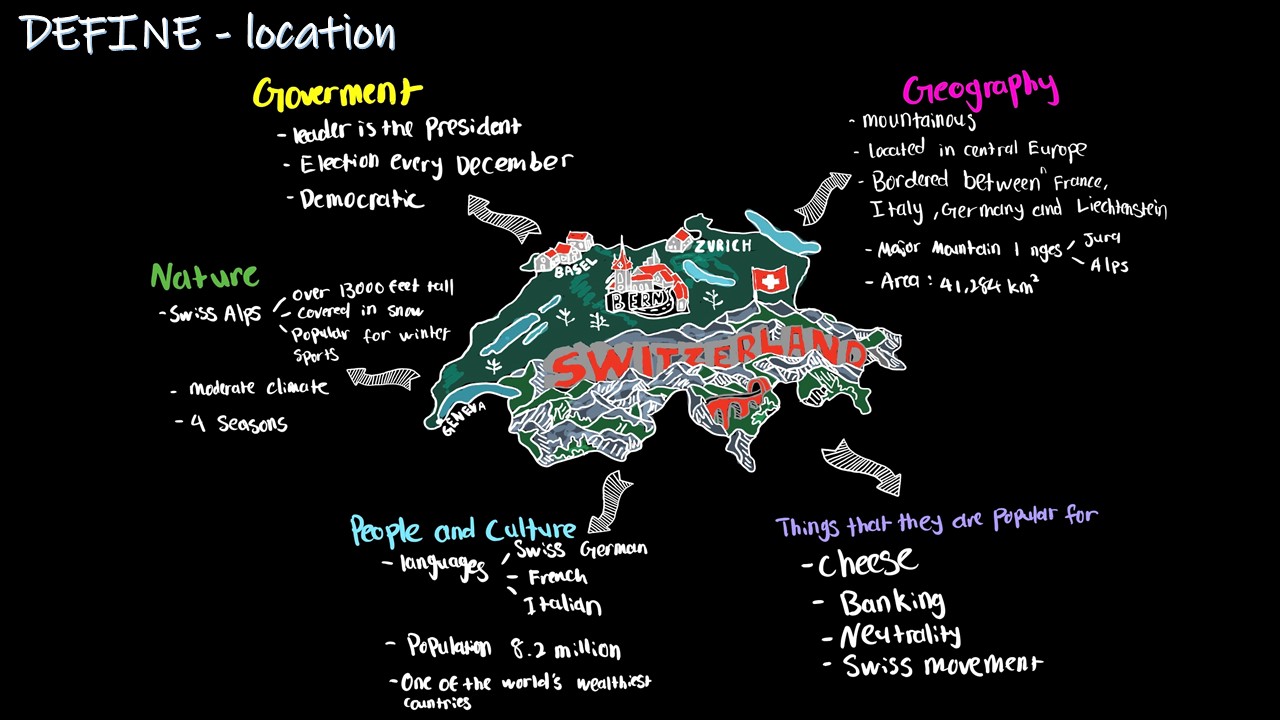 DEFINE - location
Goverment
- leader is the President
- Election every December
- Democratic
Geography
- mountainous
- located in central Europe
- Bordered between France,
Italy, Germany and Liechtenstein
- Major Mountain nges
Jura
Alps
- Area : 41,284 km²
Nature
- Swiss Alps
over 13000 feet tall
- covered in snow
Popular for winter
sports
- moderate climate
- 4 Seasons
BASEL
ZURICH
BERN
SWITZERLAND
GENEVA
People and Culture
- languages
Swiss German
- French
Italian
- Population 8.2 million
- One of the world's wealthiest
countries
Things that they are popular for
- Cheese
- Banking
- Neutrality
- Swiss movement